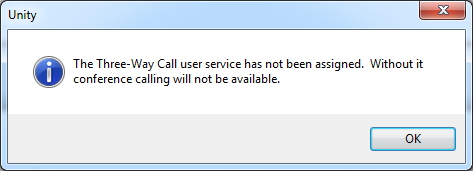 Unity
The Three-Way Call user service has not been assigned.  Without it
conference calling will not be available.
OK